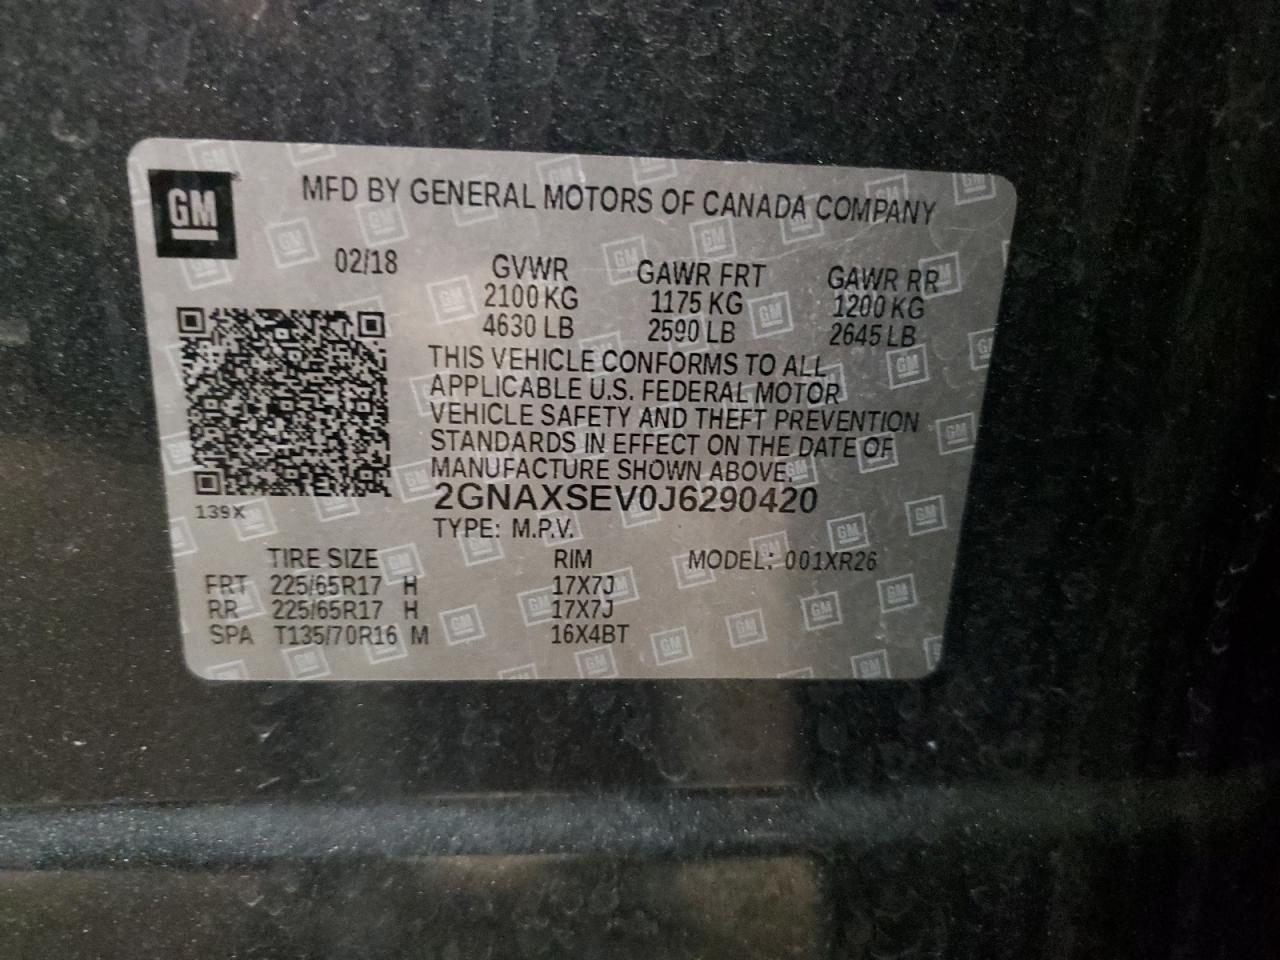 GM
MFD BY GENERAL MOTORS OF CANADA COMPANY
02/18 GVWR GAWR FRT GAWR RR
2100 KG 1175 KG 1200 KG
4630 LB 2590 LB 2645 LB
THIS VEHICLE CONFORMS TO ALL
APPLICABLE U.S. FEDERAL MOTOR
VEHICLE SAFETY AND THEFT PREVENTION
STANDARDS IN EFFECT ON THE DATE OF
MANUFACTURE SHOWN ABOVE.
2GNAXSEV0J6290420
139X
TYPE: M.P.V.
TIRE SIZE RIM MODEL: 001XR26
FRT 225/65R17 H 17X7J
RR 225/65R17 H 17X7J
SPA T135/70R16 M 16X4BT